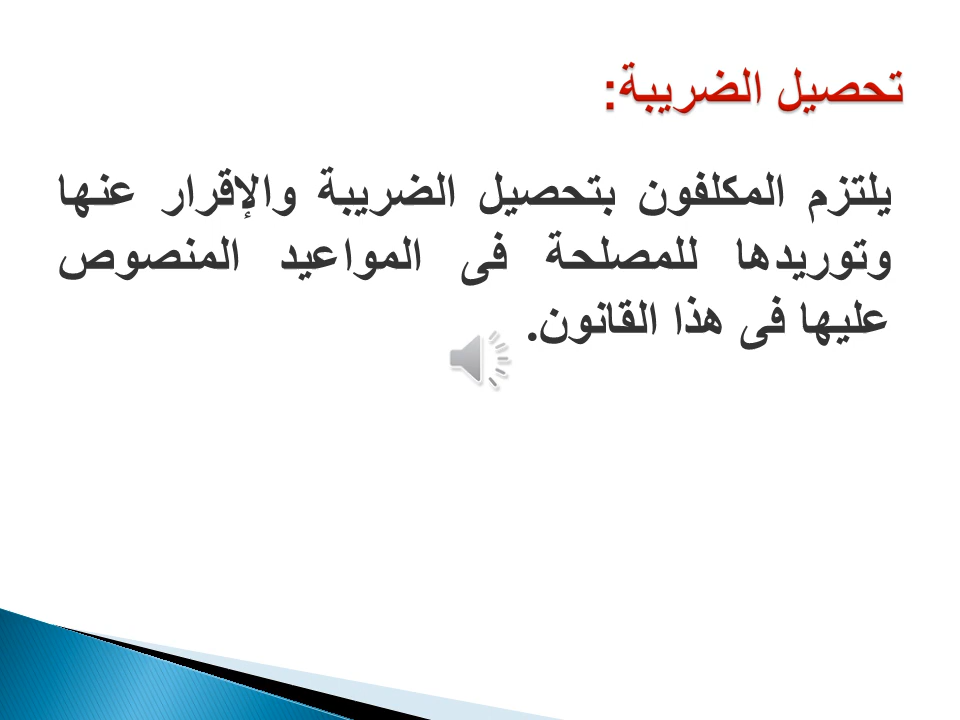 تحصيل الضريبة:
يلتزم المكلفون بتحصيل الضريبة والإقرار عنها
وتوريدها للمصلحة فى المواعيد المنصوص
عليها فى هذا القانون.